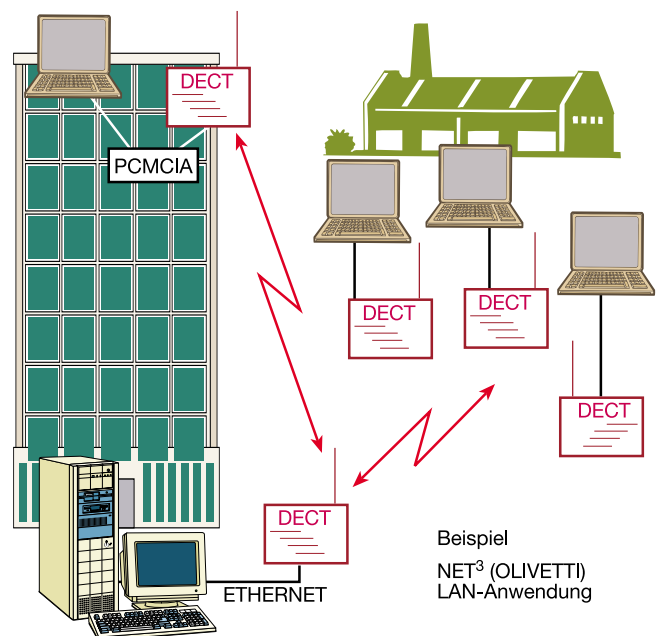 DECT
PCMCIA
DECT
DECT
DECT
DECT
ETHERNET
Beispiel
NET³ (OLIVETTI)
LAN-Anwendung